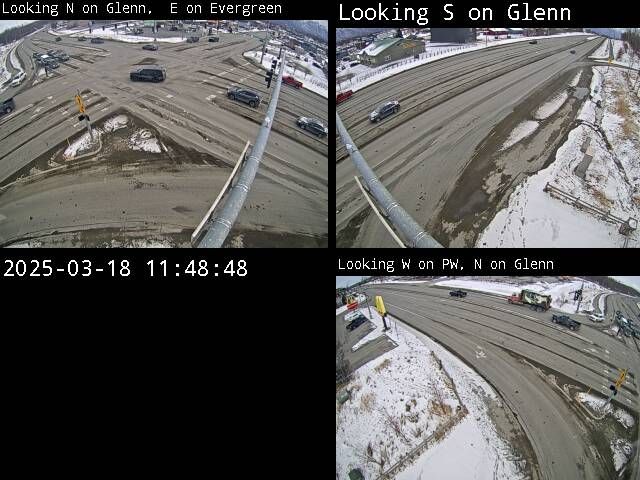 Looking N on Glenn,  E on Evergreen
Looking S on Glenn
2025-03-18 11:48:48
Looking W on PW, N on Glenn